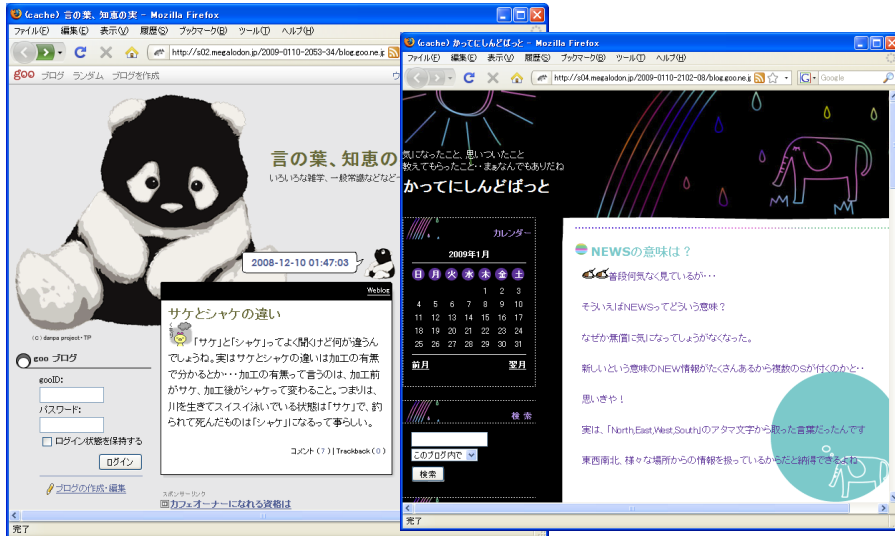 (cache) 言の葉、知恵の実 - Mozilla Firefox
ファイル(F) 編集(E) 表示(V) 履歴(S) ブックマーク(B) ツール(T) ヘルプ(H)
http://s02.megalodon.jp/2009-0110-2053-34/blog.goo.ne.j
goo ブログ ランダム ブログを作成
言の葉、知恵の
いろいろな雑学、一般常識などなど
2008-12-10 01:47:03
Weblog
サケとシャケの違い
「サケ」と「シャケ」ってよく聞くけど何が違うん
でしょうね。実はサケとシャケの違いは加工の有無
で分かるとか・・・加工の有無って言うのは、加工前
がサケ、加工後がシャケって変わること。つまりは、
川を生きてスイスイ泳いでいる状態は「サケ」で、釣
られて死んだものは「シャケ」になるって事らしい。
コメント (7) | Trackback (0)
(C) danpa project・TP
goo ブログ
gooID:
パスワード:
ログイン状態を保持する
ログイン
ブログの作成・編集
スポンサーリンク
カフェオーナーになれる資格は
完了
(cache) かってにしんどばっと - Mozilla Firefox
ファイル(F) 編集(E) 表示(V) 履歴(S) ブックマーク(B) ツール(T) ヘルプ(H)
http://s04.megalodon.jp/2009-0110-2102-08/blog.goo.ne.j
Google
気になったこと、思いついたこと
教えてもらったこと・・まぁなんでもありだね
かってにしんどばっと
カレンダー
2009年1月
日 月 火 水 木 金 土
1 2 3
4 5 6 7 8 9 10
11 12 13 14 15 16 17
18 19 20 21 22 23 24
25 26 27 28 29 30 31
前月 翌月
検索
このブログ内で
検索
NEWSの意味は？
普段何気なく見ているが・・・
そういえばNEWSってどういう意味？
なぜか無償に気になってしょうがなくなった。
新しいという意味のNEW情報がたくさんあるから複数のSが付くのかと・・
思いきや！
実は、「North,East,West,South」のアタマ文字から取った言葉だったんです
東西南北、様々な場所からの情報を扱っているからだと納得できるよね
完了